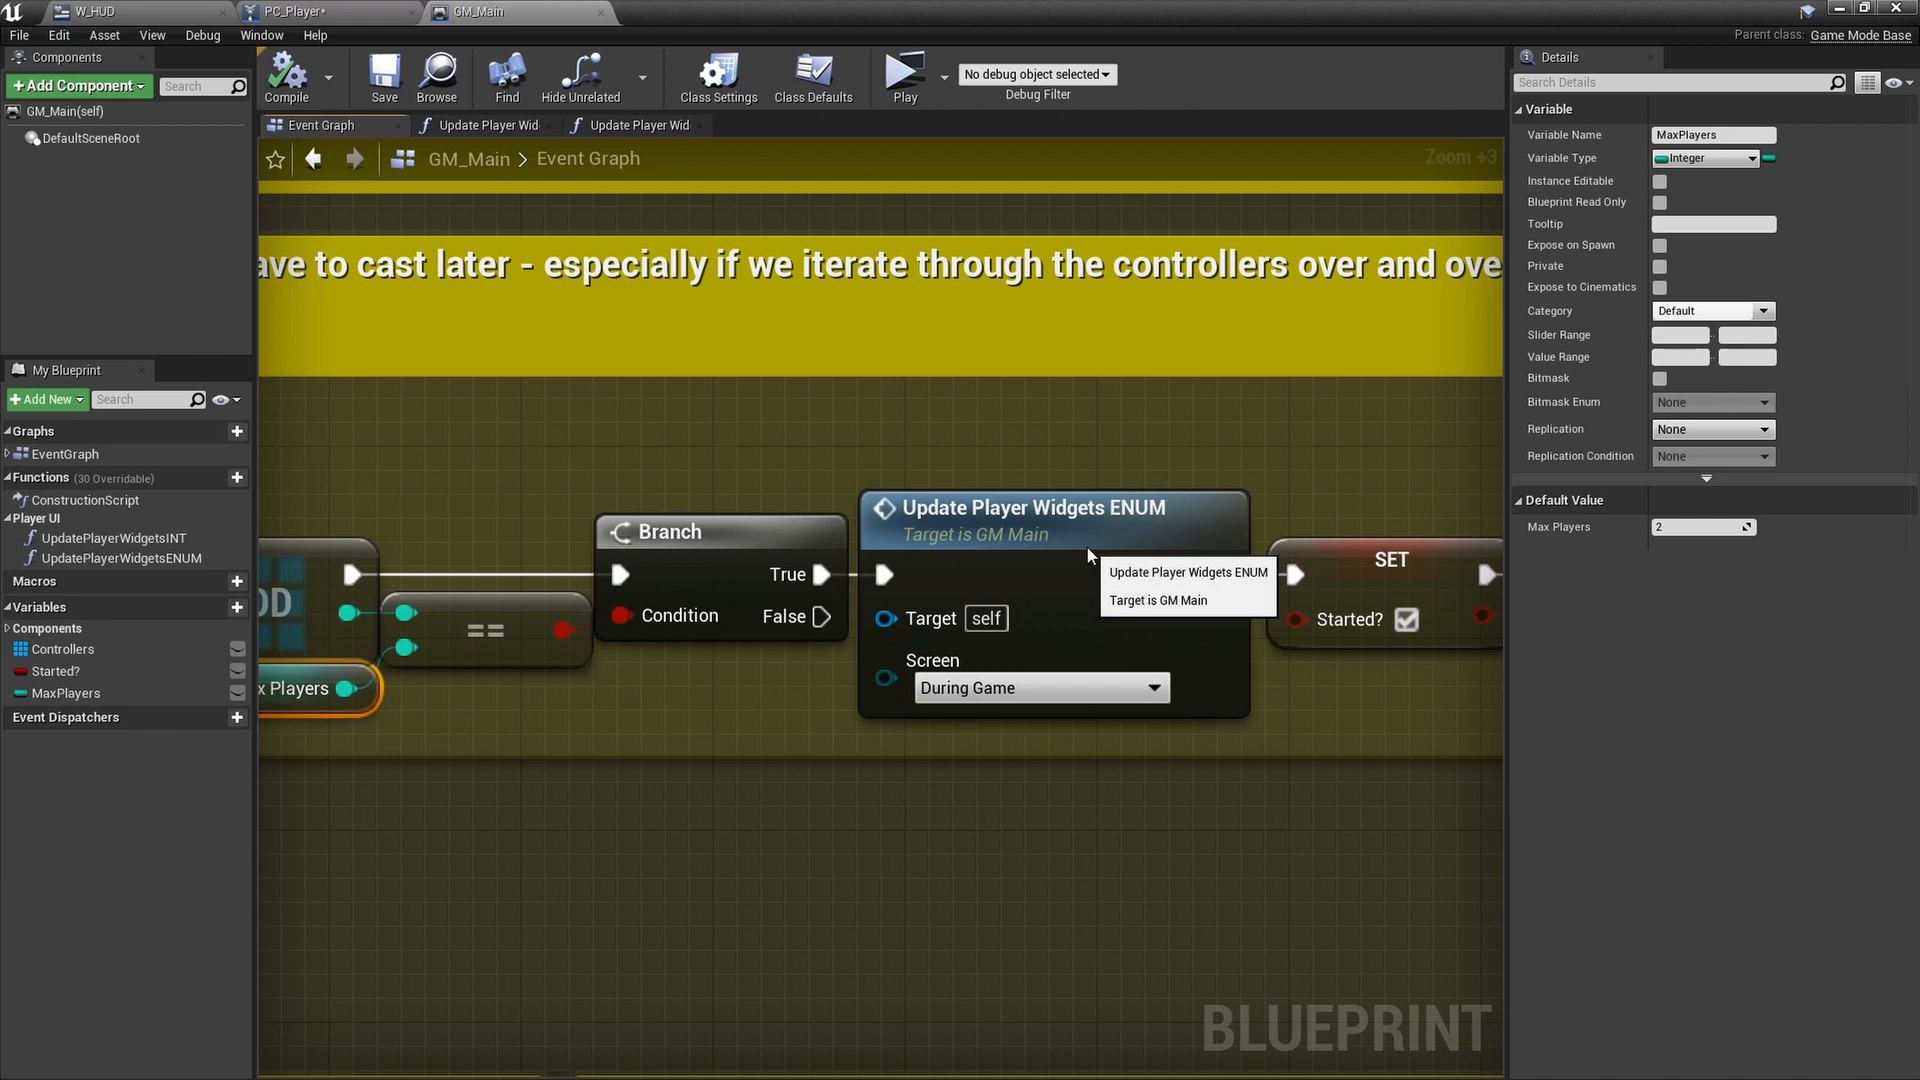 W_HUD
PC_Player*
GM_Main
File Edit Asset View Debug Window Help
Parent class: Game Mode Base
Components
+Add Component
Search
GM_Main(self)
DefaultSceneRoot
My Blueprint
+Add New
Search
Graphs
EventGraph
Functions (30 Overridable)
ConstructionScript
Player UI
UpdatePlayerWidgetsINT
UpdatePlayerWidgetsENUM
Macros
Variables
Components
Controllers
Started?
MaxPlayers
Event Dispatchers
Compile
Save
Browse
Find
Hide Unrelated
Class Settings
Class Defaults
Play
No debug object selected
Debug Filter
Event Graph
Update Player Wid
Update Player Wid
GM_Main > Event Graph
Zoom +3
ave to cast later - especially if we iterate through the controllers over and ove
DD
x Players
==
Branch
True
Condition
False
Update Player Widgets ENUM
Target is GM Main
Target self
Screen
During Game
Update Player Widgets ENUM
Target is GM Main
SET
Started?
BLUEPRINT
Details
Search Details
Variable
Variable Name MaxPlayers
Variable Type Integer
Instance Editable
Blueprint Read Only
Tooltip
Expose on Spawn
Private
Expose to Cinematics
Category Default
Slider Range
Value Range
Bitmask
Bitmask Enum None
Replication None
Replication Condition None
Default Value
Max Players 2